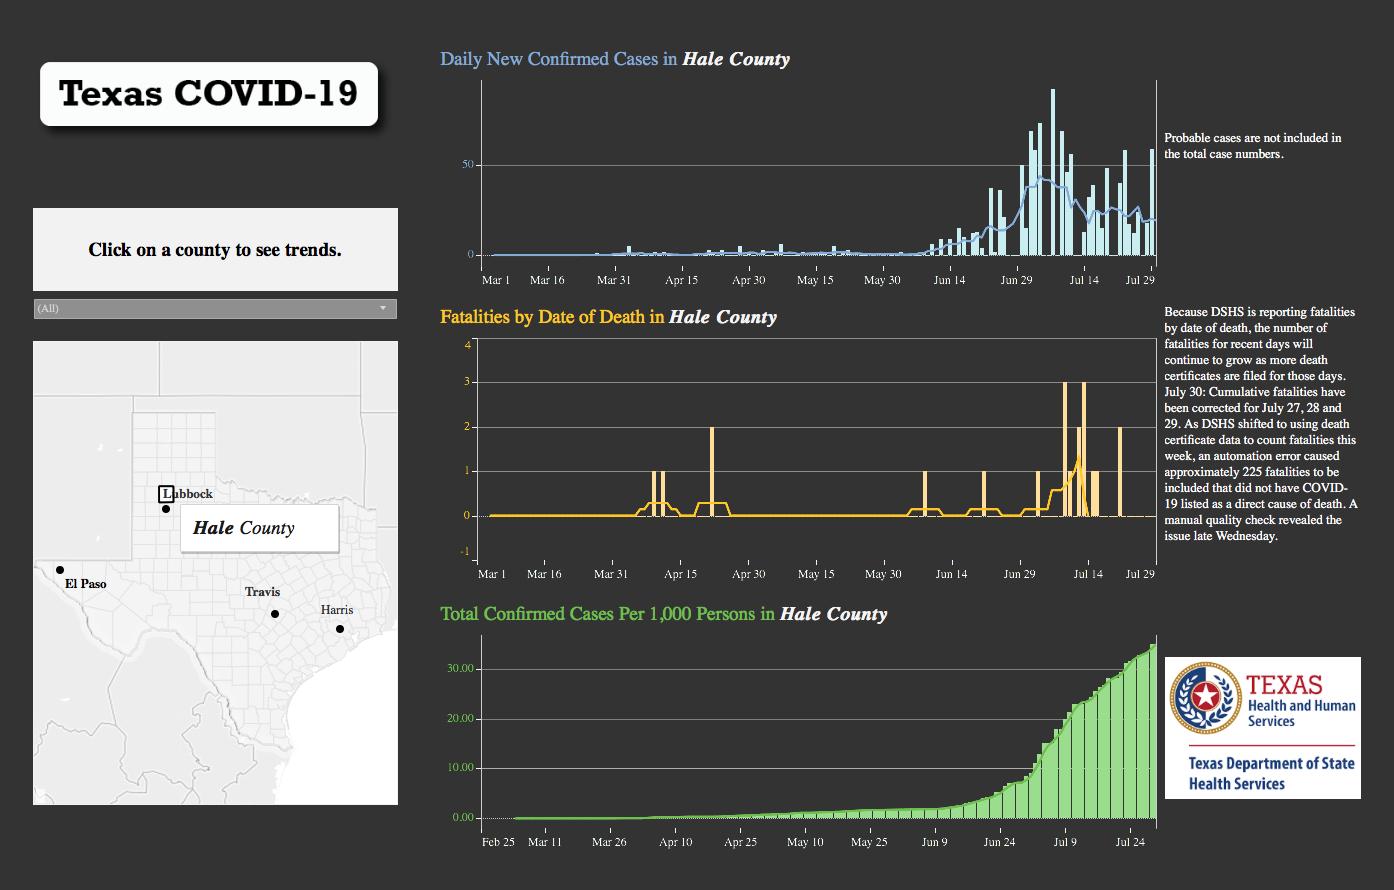 Texas COVID-19
Click on a county to see trends.
(All)
Lubbock
Hale County
El Paso
Travis
Harris
Daily New Confirmed Cases in Hale County
50
0
Mar 1 Mar 16 Mar 31 Apr 15 Apr 30 May 15 May 30 Jun 14 Jun 29 Jul 14 Jul 29
Probable cases are not included in
the total case numbers.
Fatalities by Date of Death in Hale County
4
3
2
1
0
-1
Mar 1 Mar 16 Mar 31 Apr 15 Apr 30 May 15 May 30 Jun 14 Jun 29 Jul 14 Jul 29
Because DSHS is reporting fatalities
by date of death, the number of
fatalities for recent days will
continue to grow as more death
certificates are filed for those days.
July 30: Cumulative fatalities have
been corrected for July 27, 28 and
29. As DSHS shifted to using death
certificate data to count fatalities this
week, an automation error caused
approximately 225 fatalities to be
included that did not have COVID-
19 listed as a direct cause of death. A
manual quality check revealed the
issue late Wednesday.
Total Confirmed Cases Per 1,000 Persons in Hale County
30.00
20.00
10.00
0.00
Feb 25 Mar 11 Mar 26 Apr 10 Apr 25 May 10 May 25 Jun 9 Jun 24 Jul 9 Jul 24
TEXAS
Health and Human
Services
Texas Department of State
Health Services